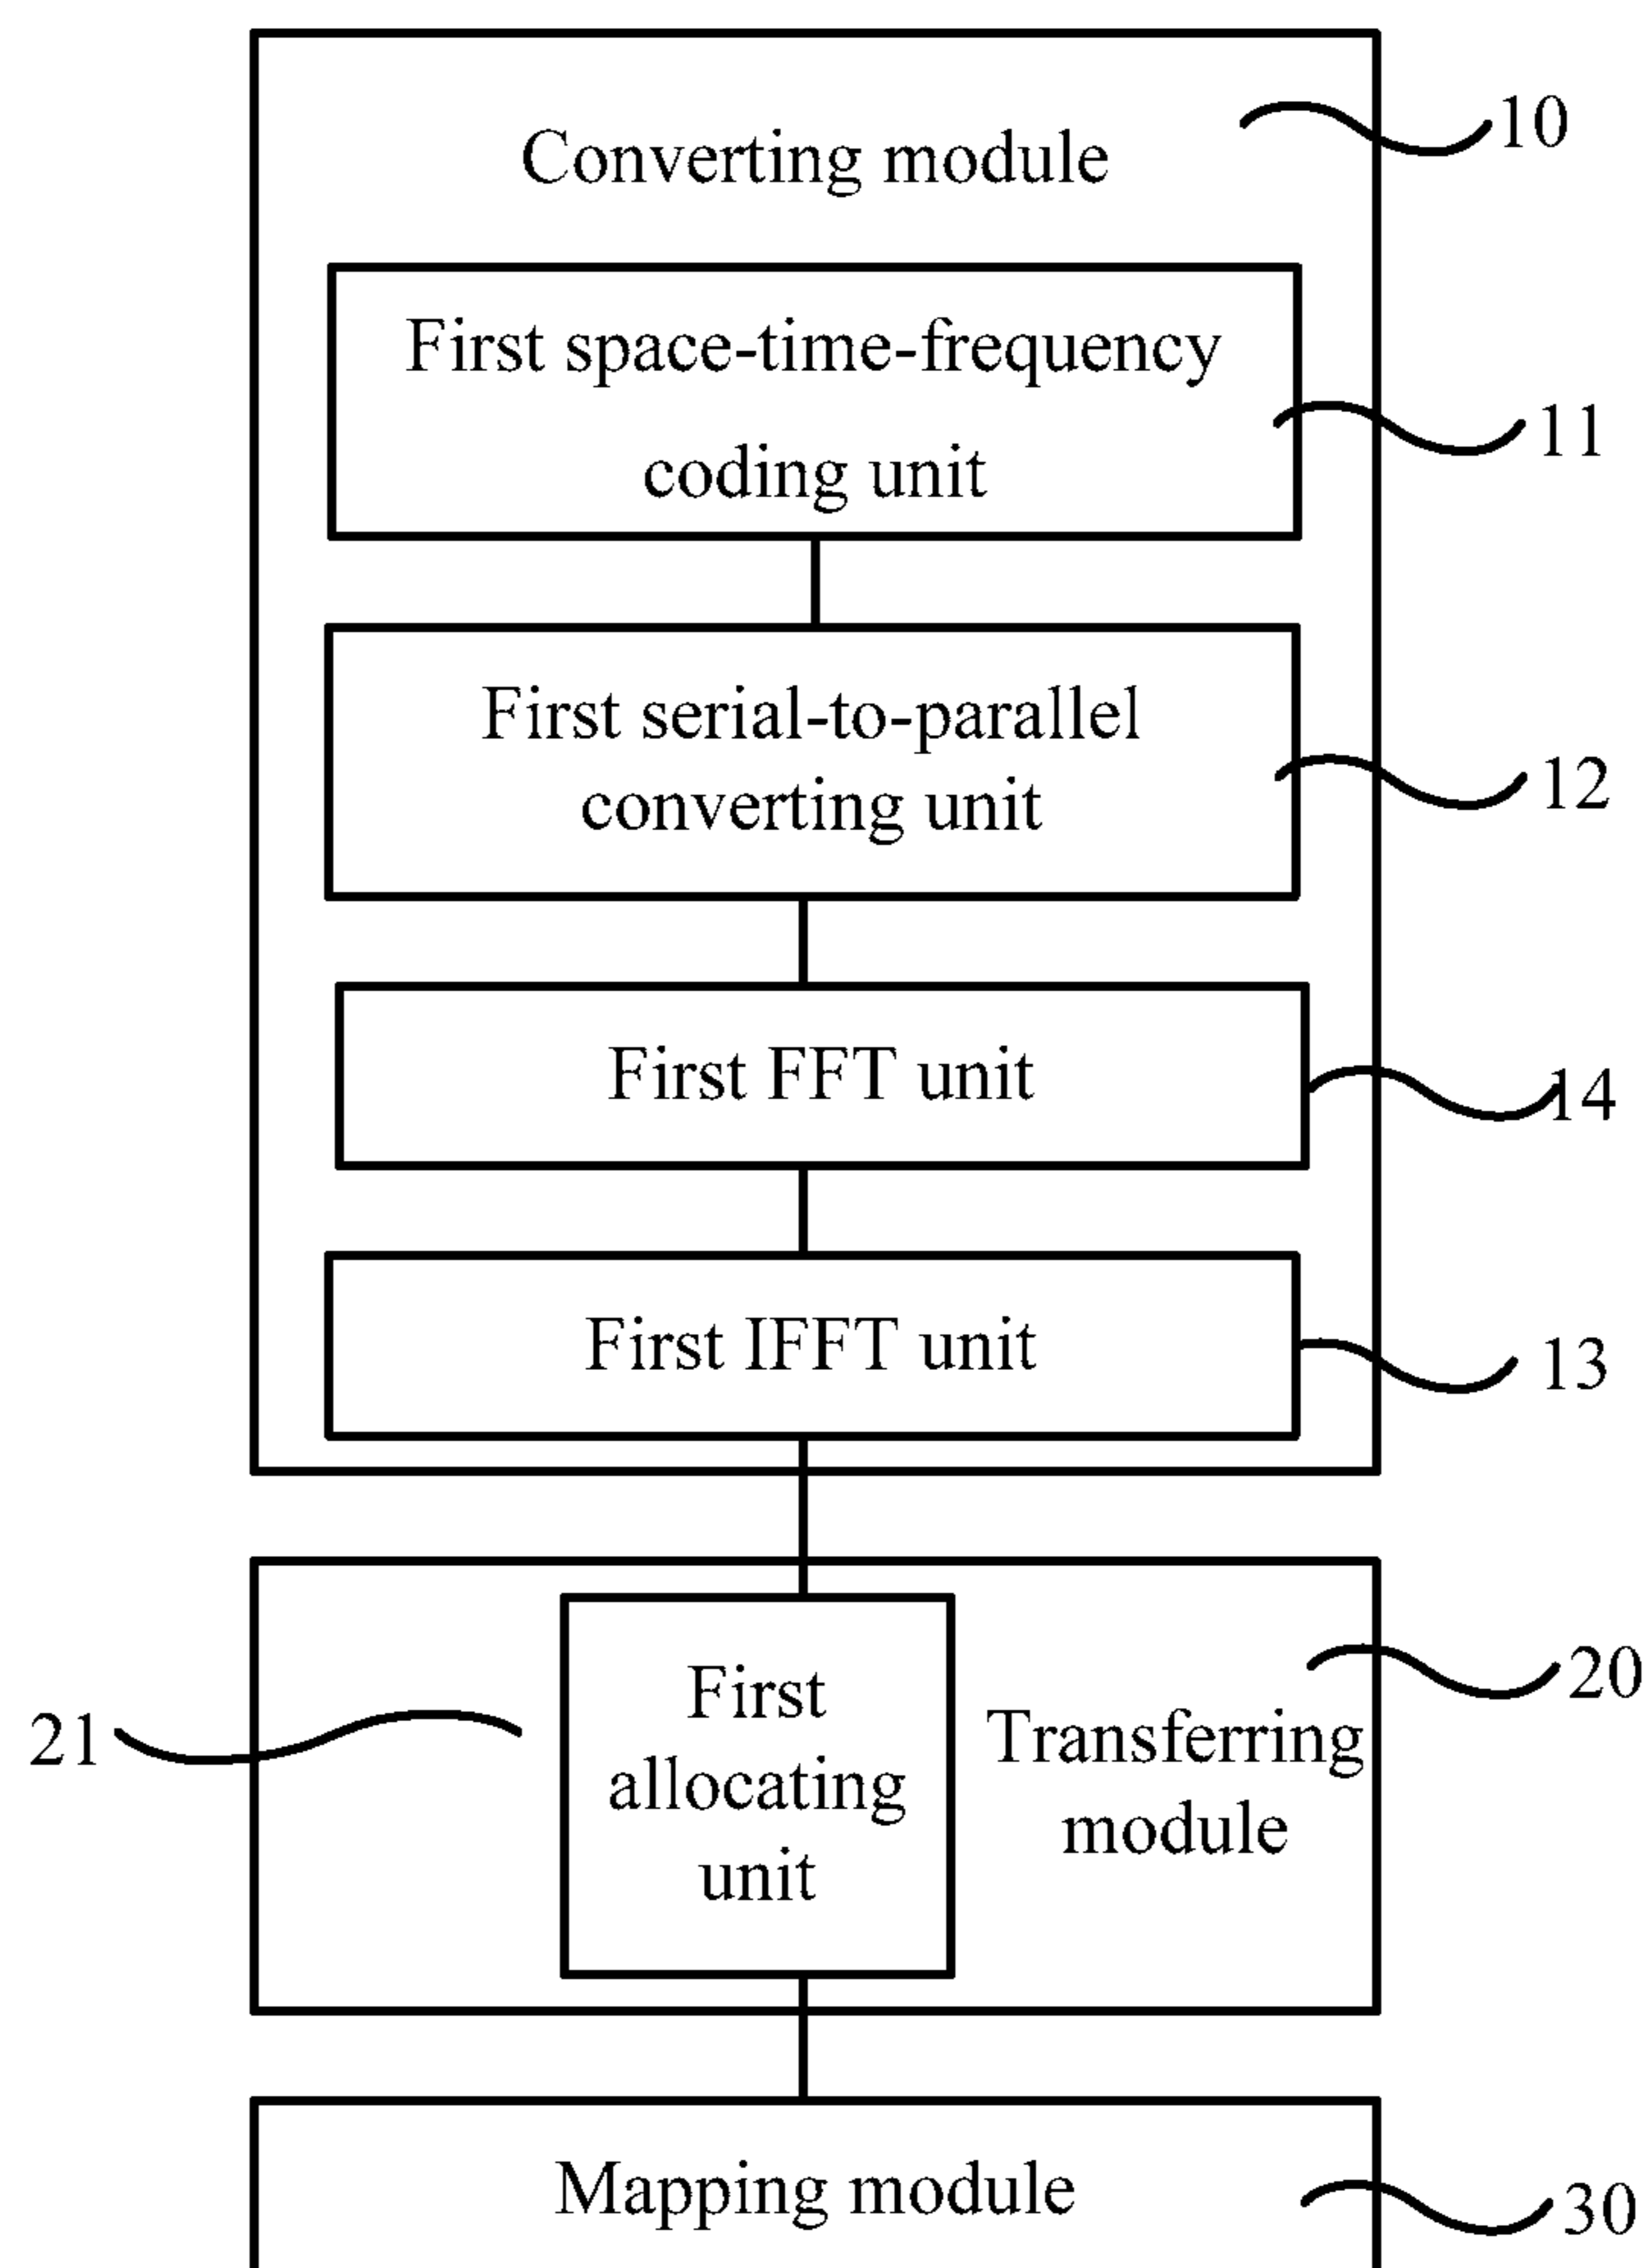 Converting module
10
First space-time-frequency
coding unit
11
First serial-to-parallel
converting unit
12
First FFT unit
14
First IFFT unit
13
First
allocating
unit
21
Transferring
module
20
Mapping module
30